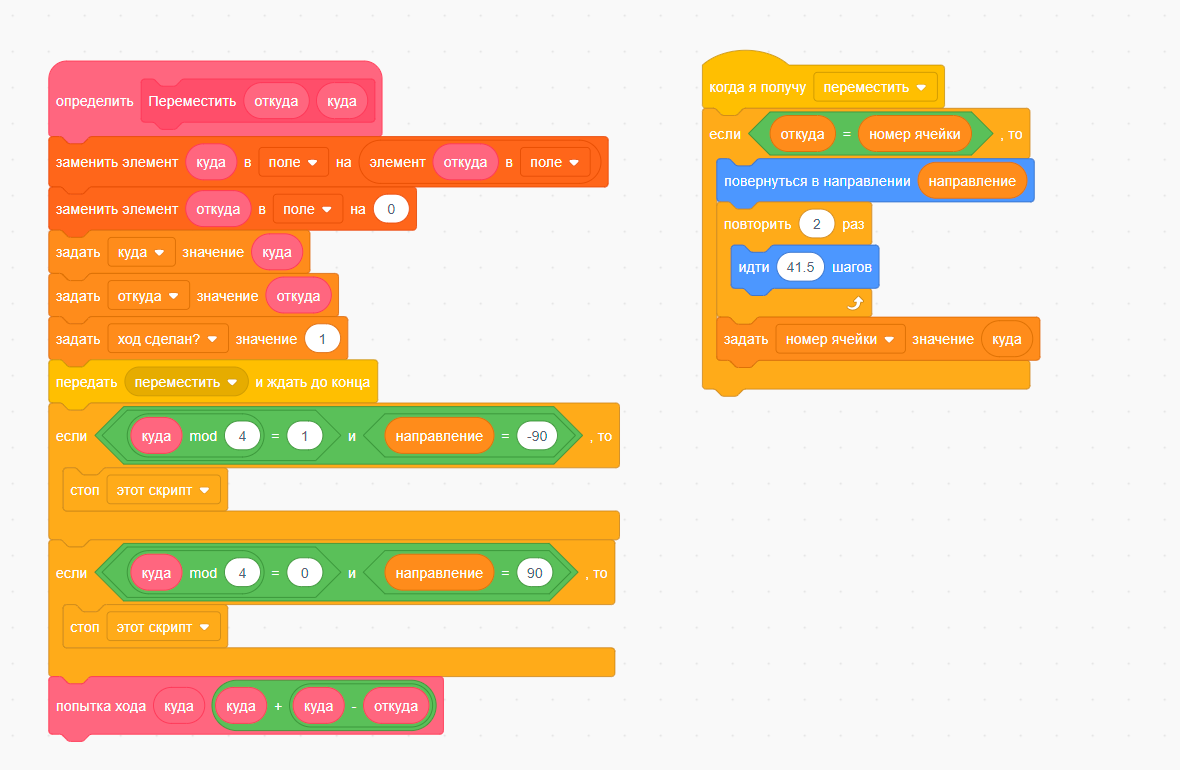 определить Переместить откуда куда
заменить элемент куда в поле на элемент откуда в поле
заменить элемент откуда в поле на 0
задать куда значение куда
задать откуда значение откуда
задать ход сделан? значение 1
передать переместить и ждать до конца
если куда mod 4 = 1 и направление = -90 , то
стоп этот скрипт
если куда mod 4 = 0 и направление = 90 , то
стоп этот скрипт
попытка хода куда куда + куда - откуда
когда я получу переместить
если откуда = номер ячейки , то
повернуться в направлении направление
повторить 2 раз
идти 41.5 шагов
задать номер ячейки значение куда